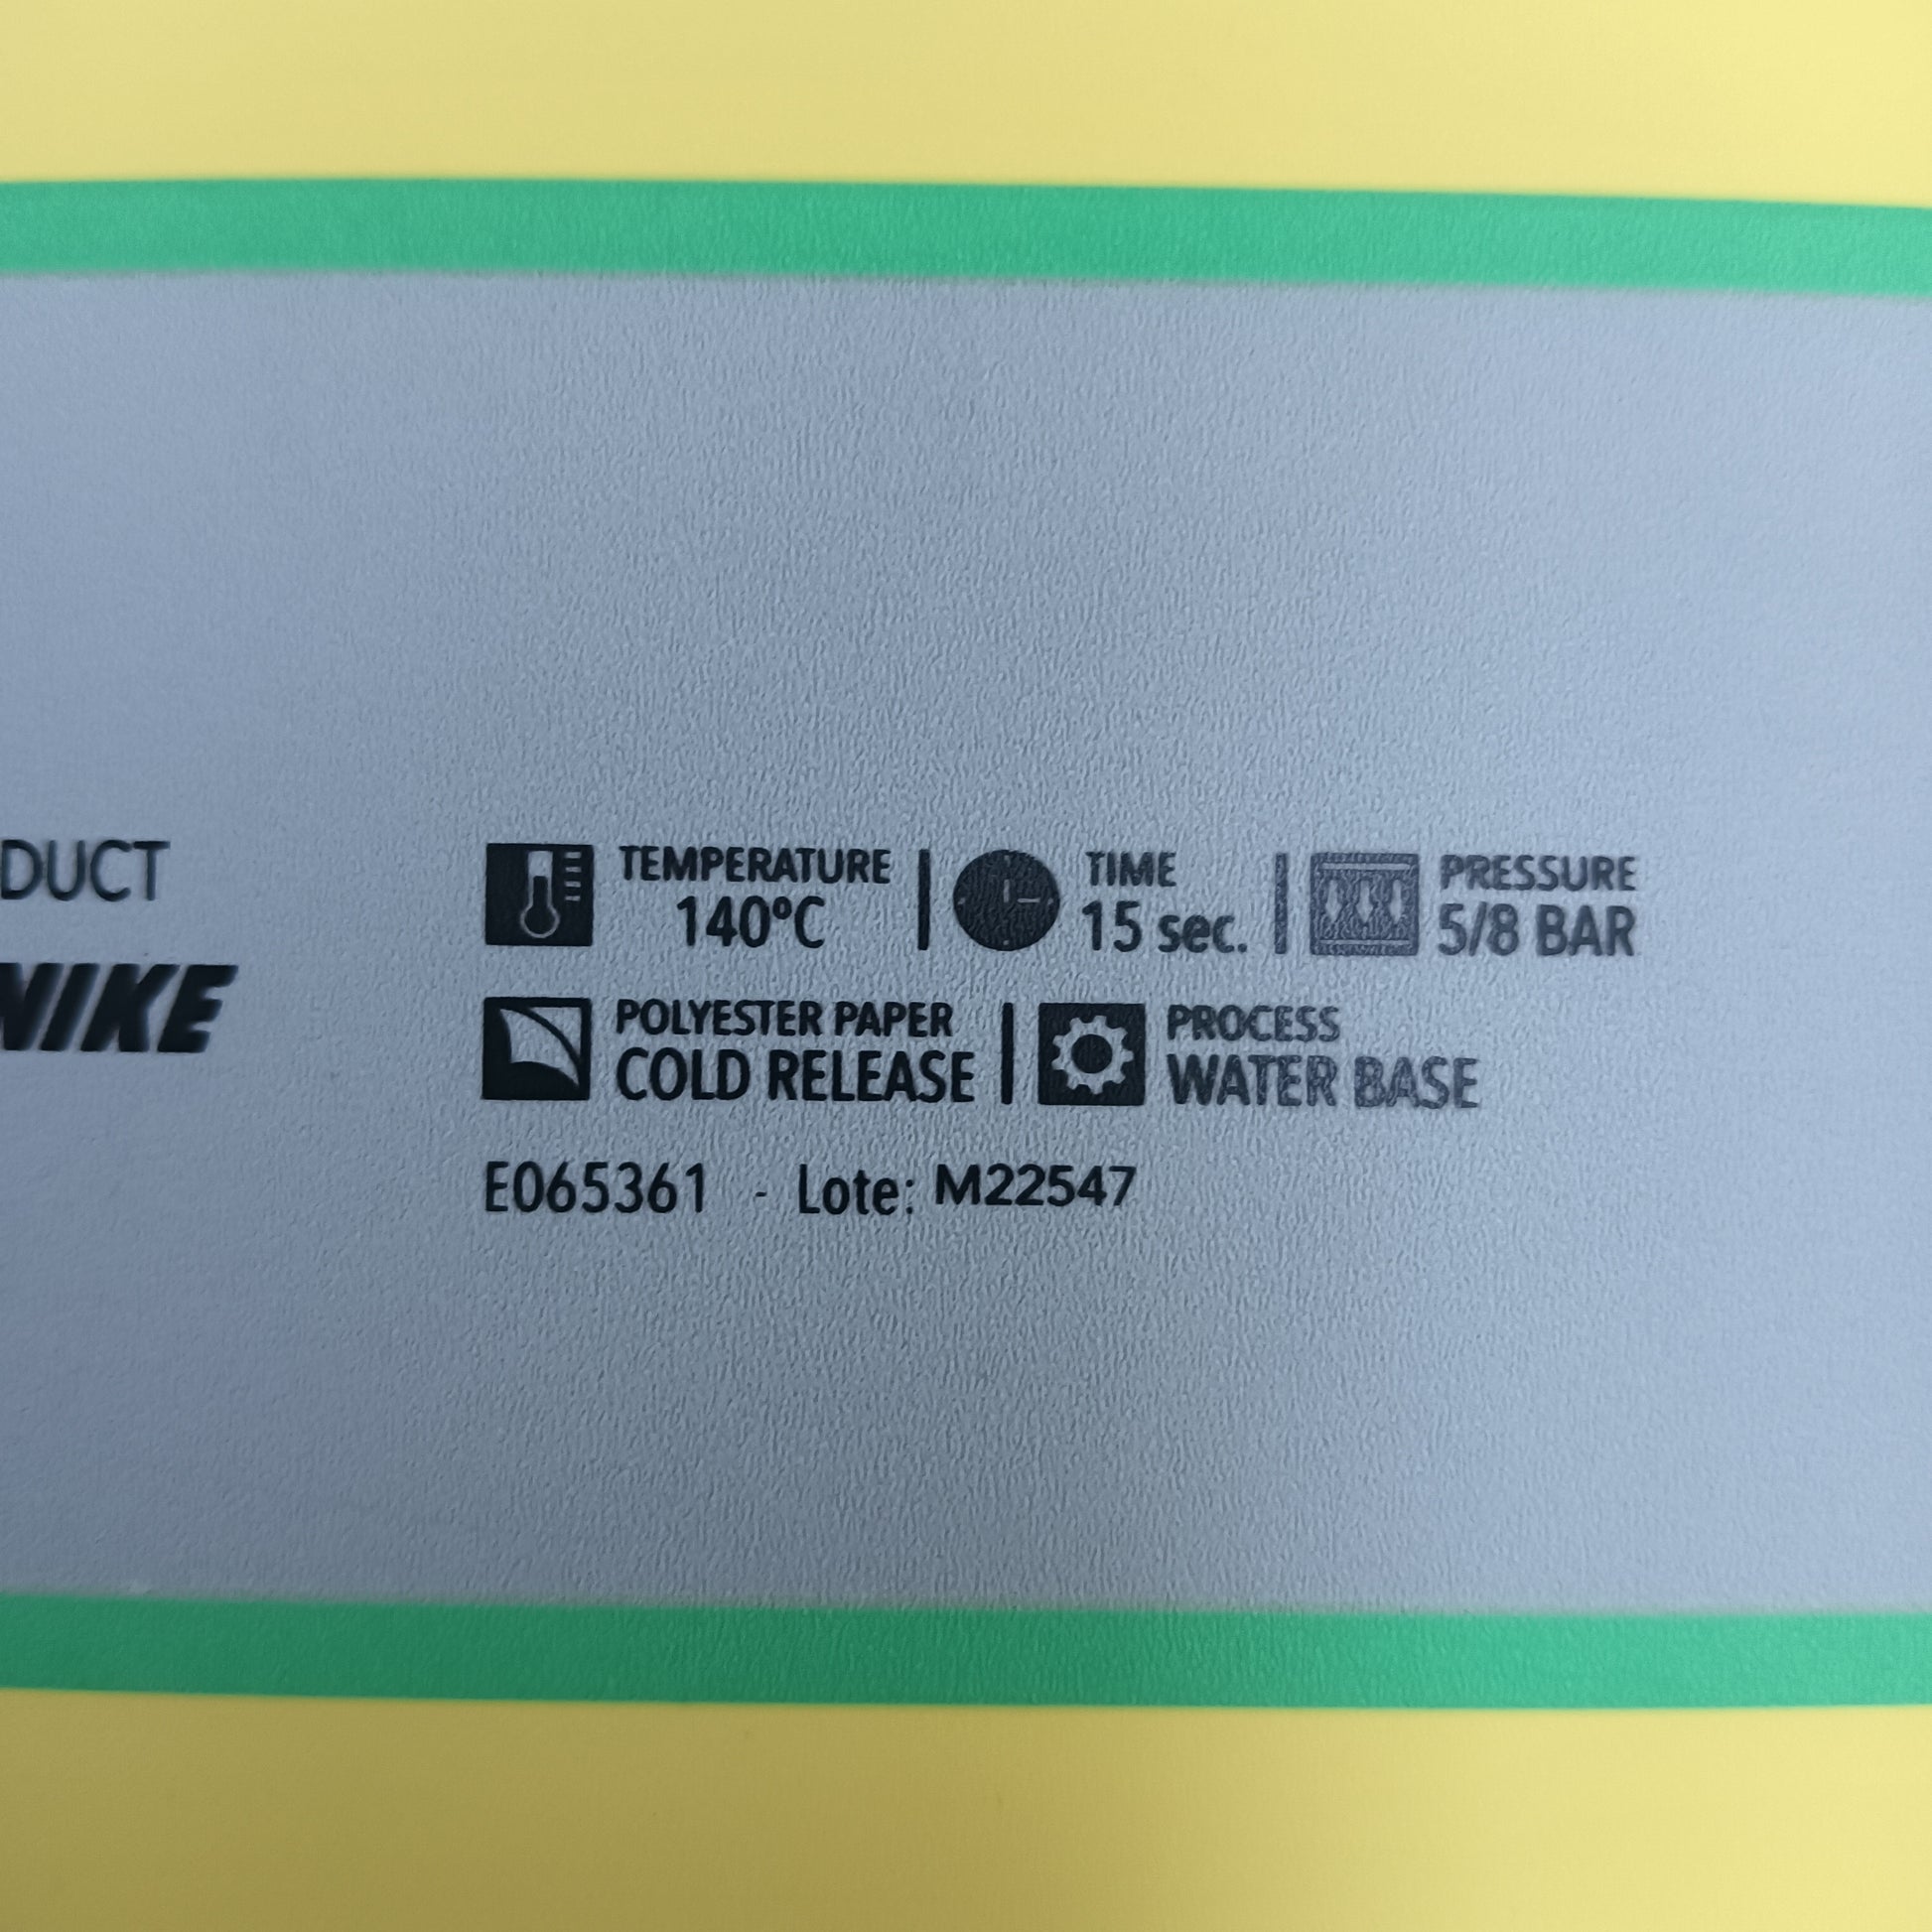 DUCT
NIKE
TEMPERATURE
140ºC
TIME
15 sec.
PRESSURE
5/8 BAR
POLYESTER PAPER
COLD RELEASE
PROCESS
WATER BASE
E065361 - Lote: M22547